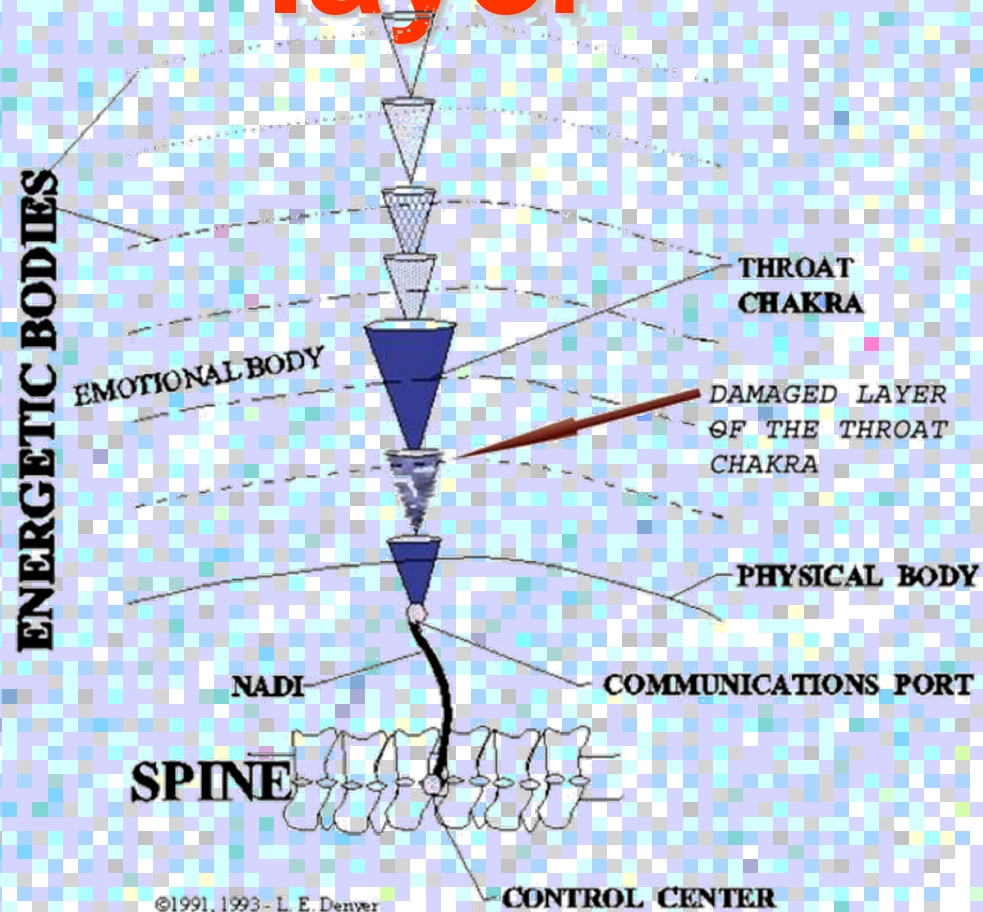 layer
ENERGETIC BODIES
THROAT
CHAKRA
EMOTIONAL BODY
DAMAGED LAYER
OF THE THROAT
CHAKRA
PHYSICAL BODY
NADI
COMMUNICATIONS PORT
SPINE
CONTROL CENTER
©1991, 1993 - L. E. Denver